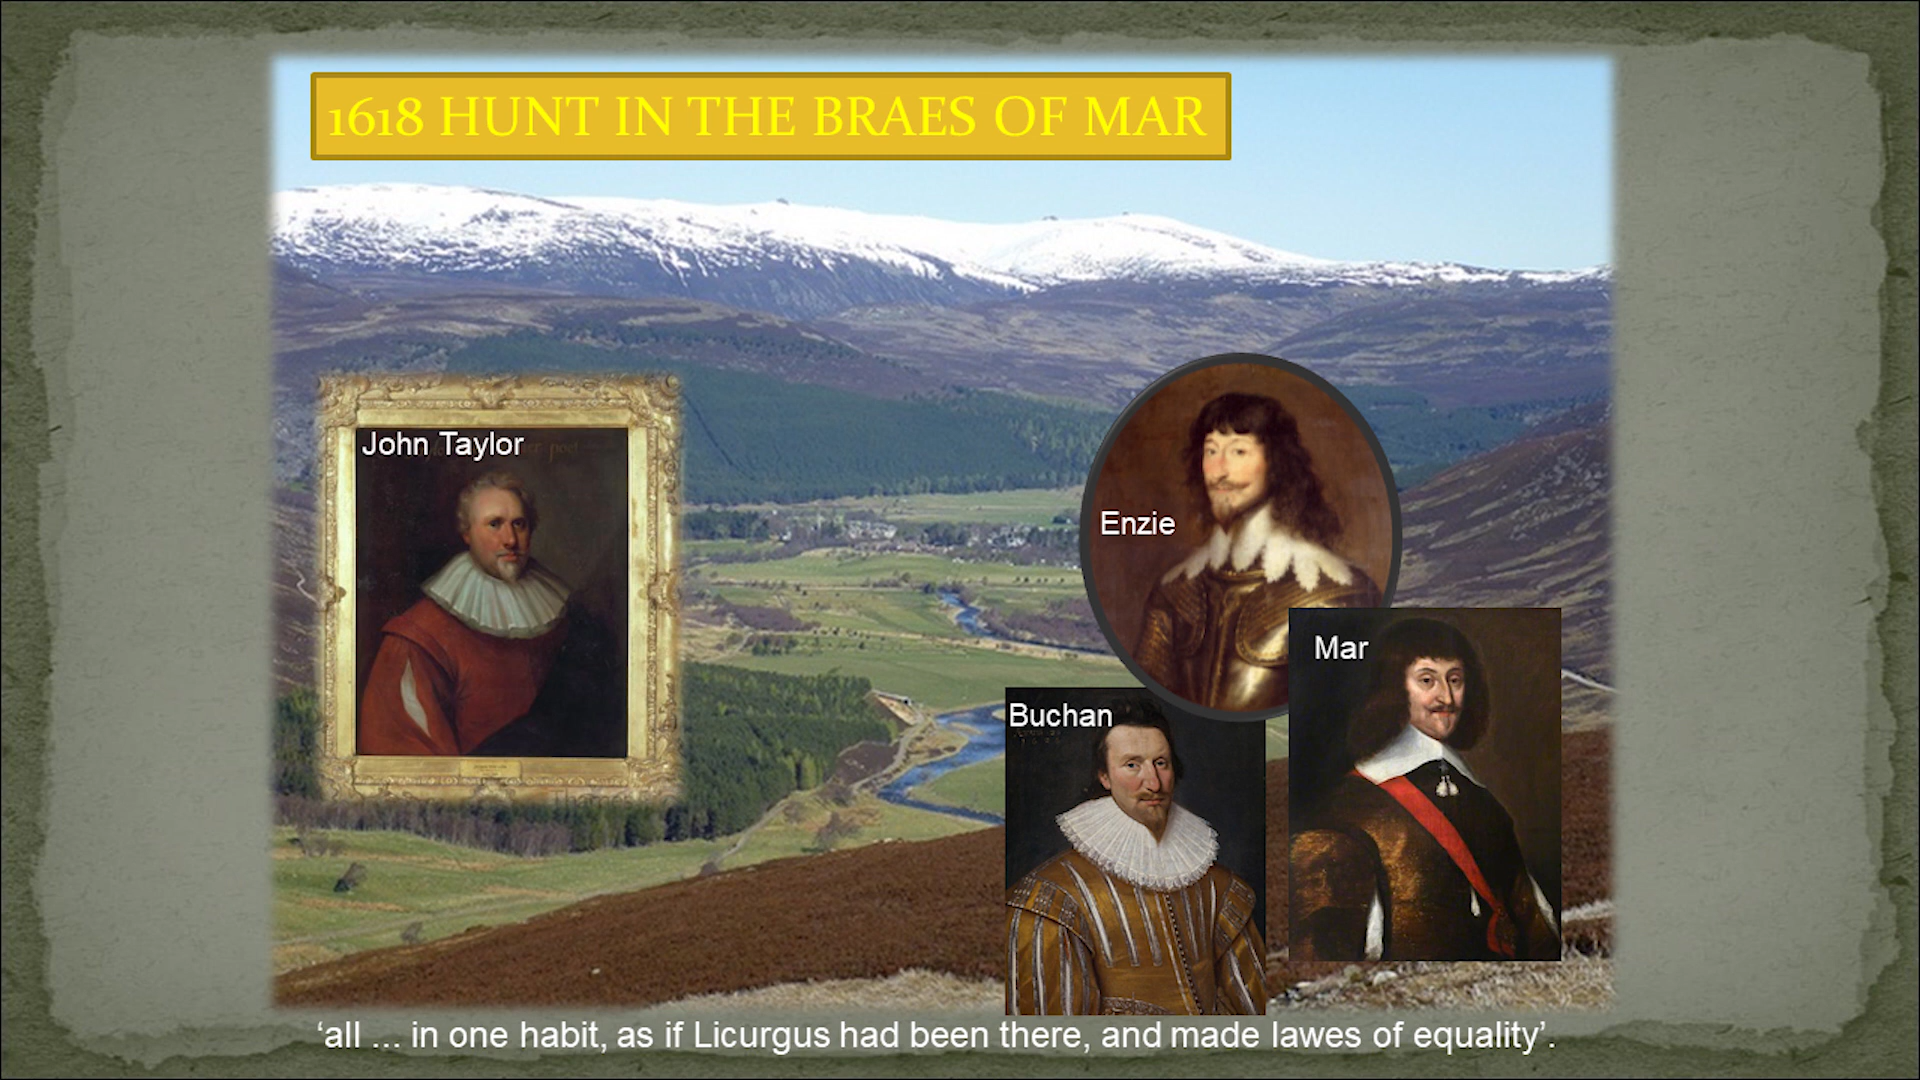 1618 HUNT IN THE BRAES OF MAR
John Taylor
Enzie
Mar
Buchan
‘all ... in one habit, as if Licurgus had been there, and made lawes of equality’.